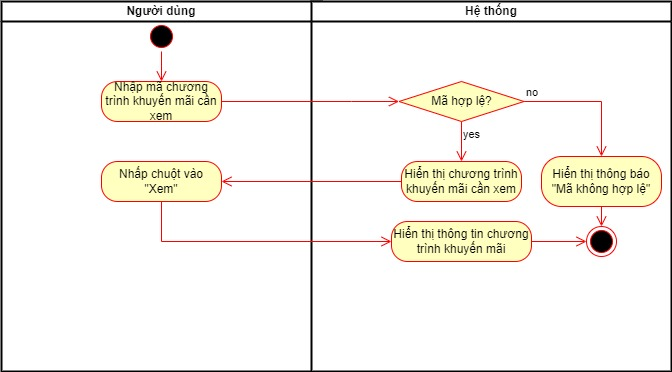 Người dùng
Hệ thống
Nhập mã chương
trình khuyến mãi cần
xem
Mã hợp lệ?
no
yes
Nhấp chuột vào
"Xem"
Hiển thị chương trình
khuyến mãi cần xem
Hiển thị thông báo
"Mã không hợp lệ"
Hiển thị thông tin chương
trình khuyến mãi